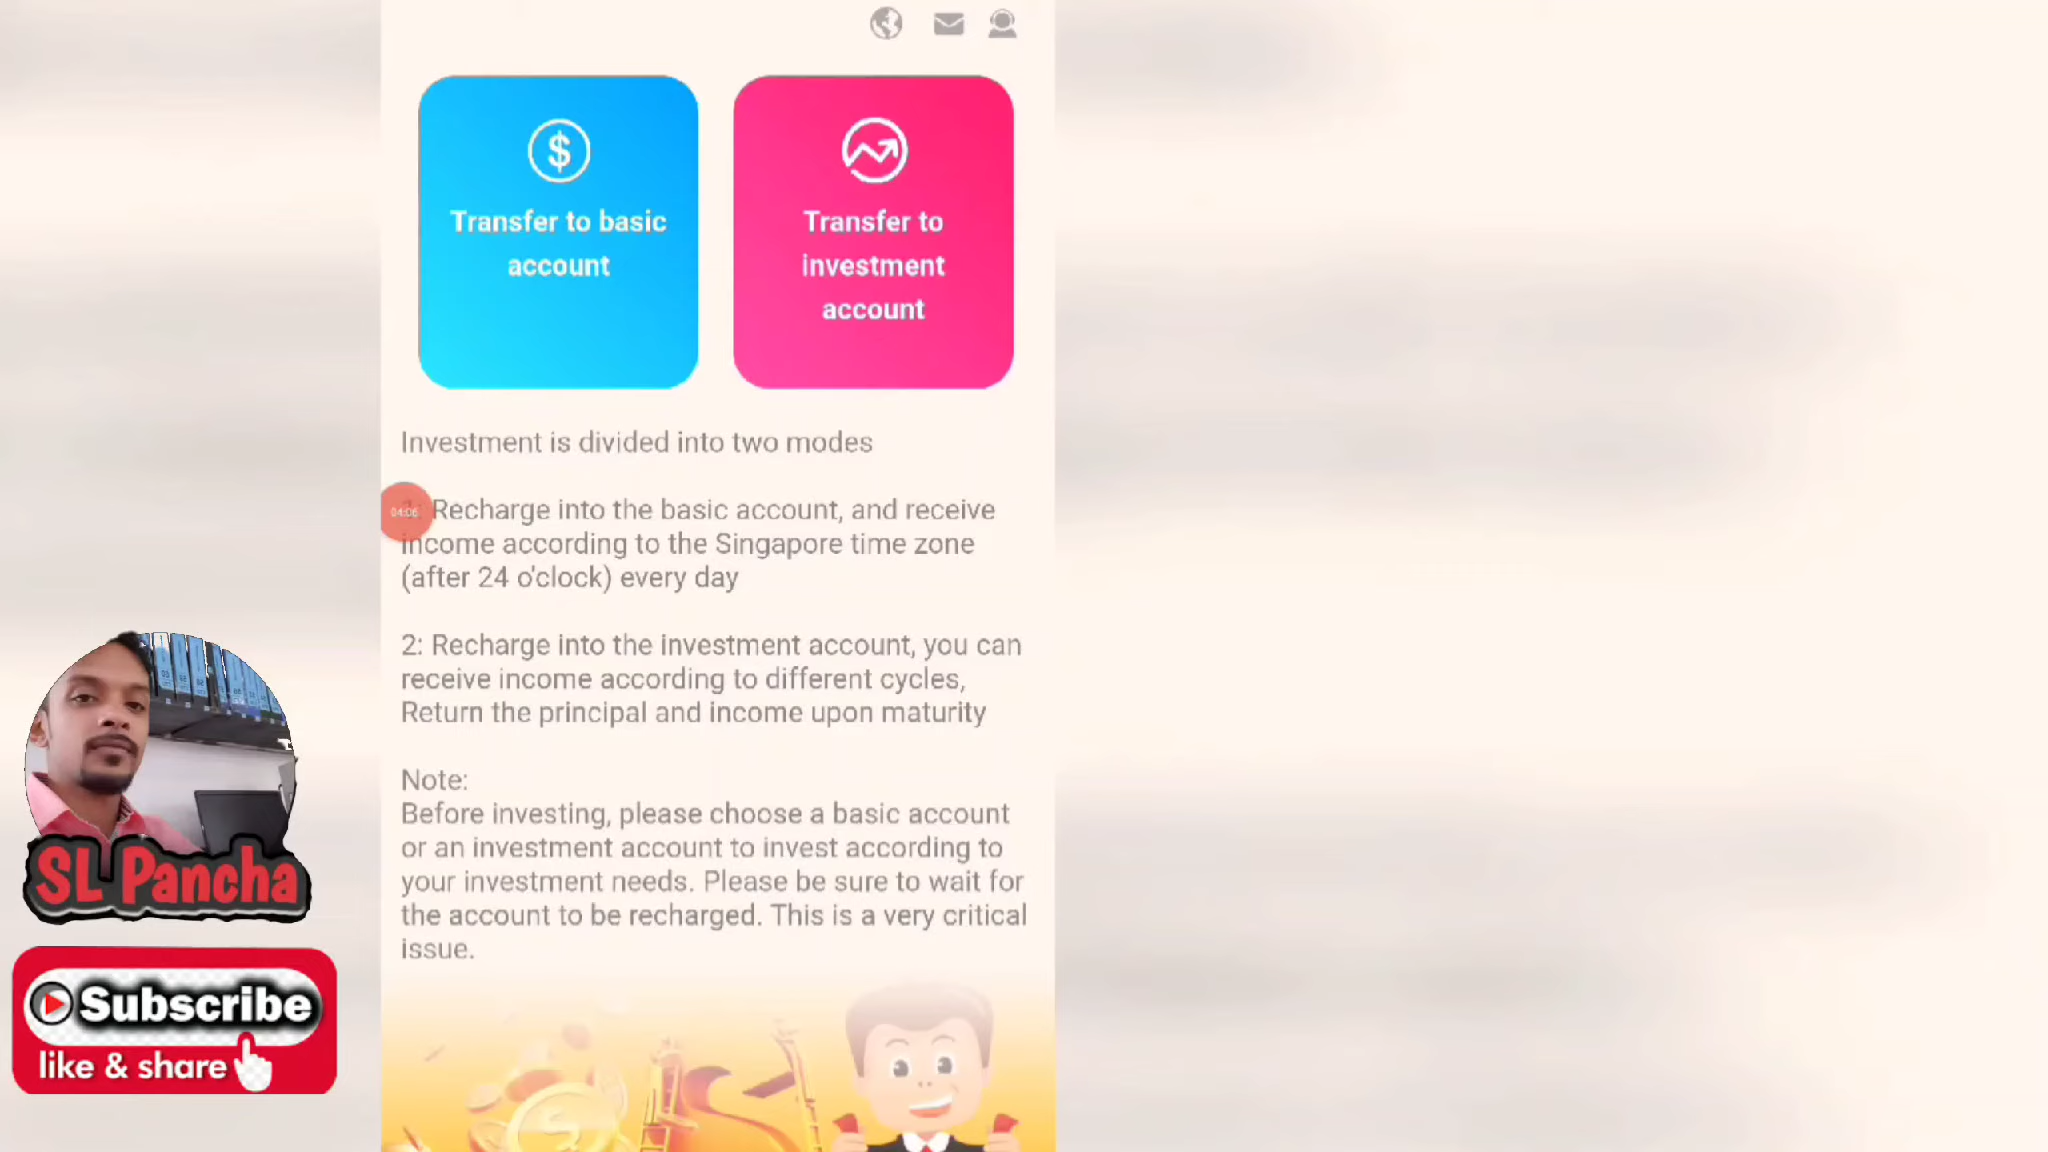 Transfer to basic
account
Transfer to
investment
account
Investment is divided into two modes
04:06
Recharge into the basic account, and receive
income according to the Singapore time zone
(after 24 o'clock) every day
2: Recharge into the investment account, you can
receive income according to different cycles,
Return the principal and income upon maturity
Note:
Before investing, please choose a basic account
or an investment account to invest according to
your investment needs. Please be sure to wait for
the account to be recharged. This is a very critical
issue.
SL Pancha
Subscribe
like & share